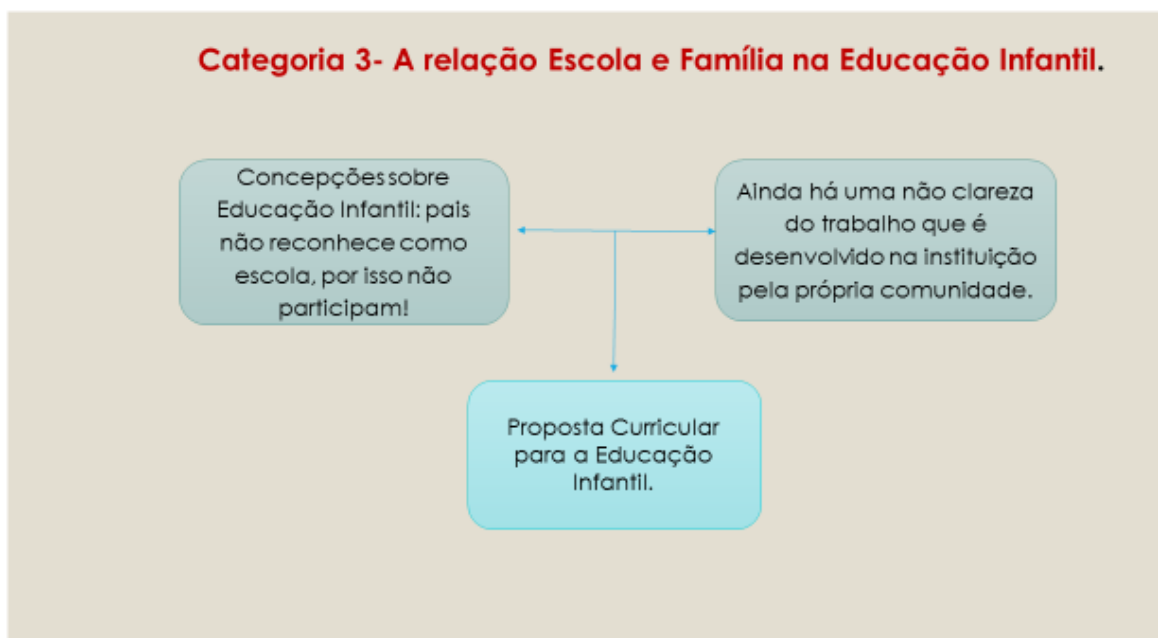 Categoria 3- A relação Escola e Família na Educação Infantil.
Concepções sobre
Educação Infantil: pais
não reconhece como
escola, por isso não
participam!
Ainda há uma não clareza
do trabalho que é
desenvolvido na instituição
pela própria comunidade.
Proposta Curricular
para a Educação
Infantil.